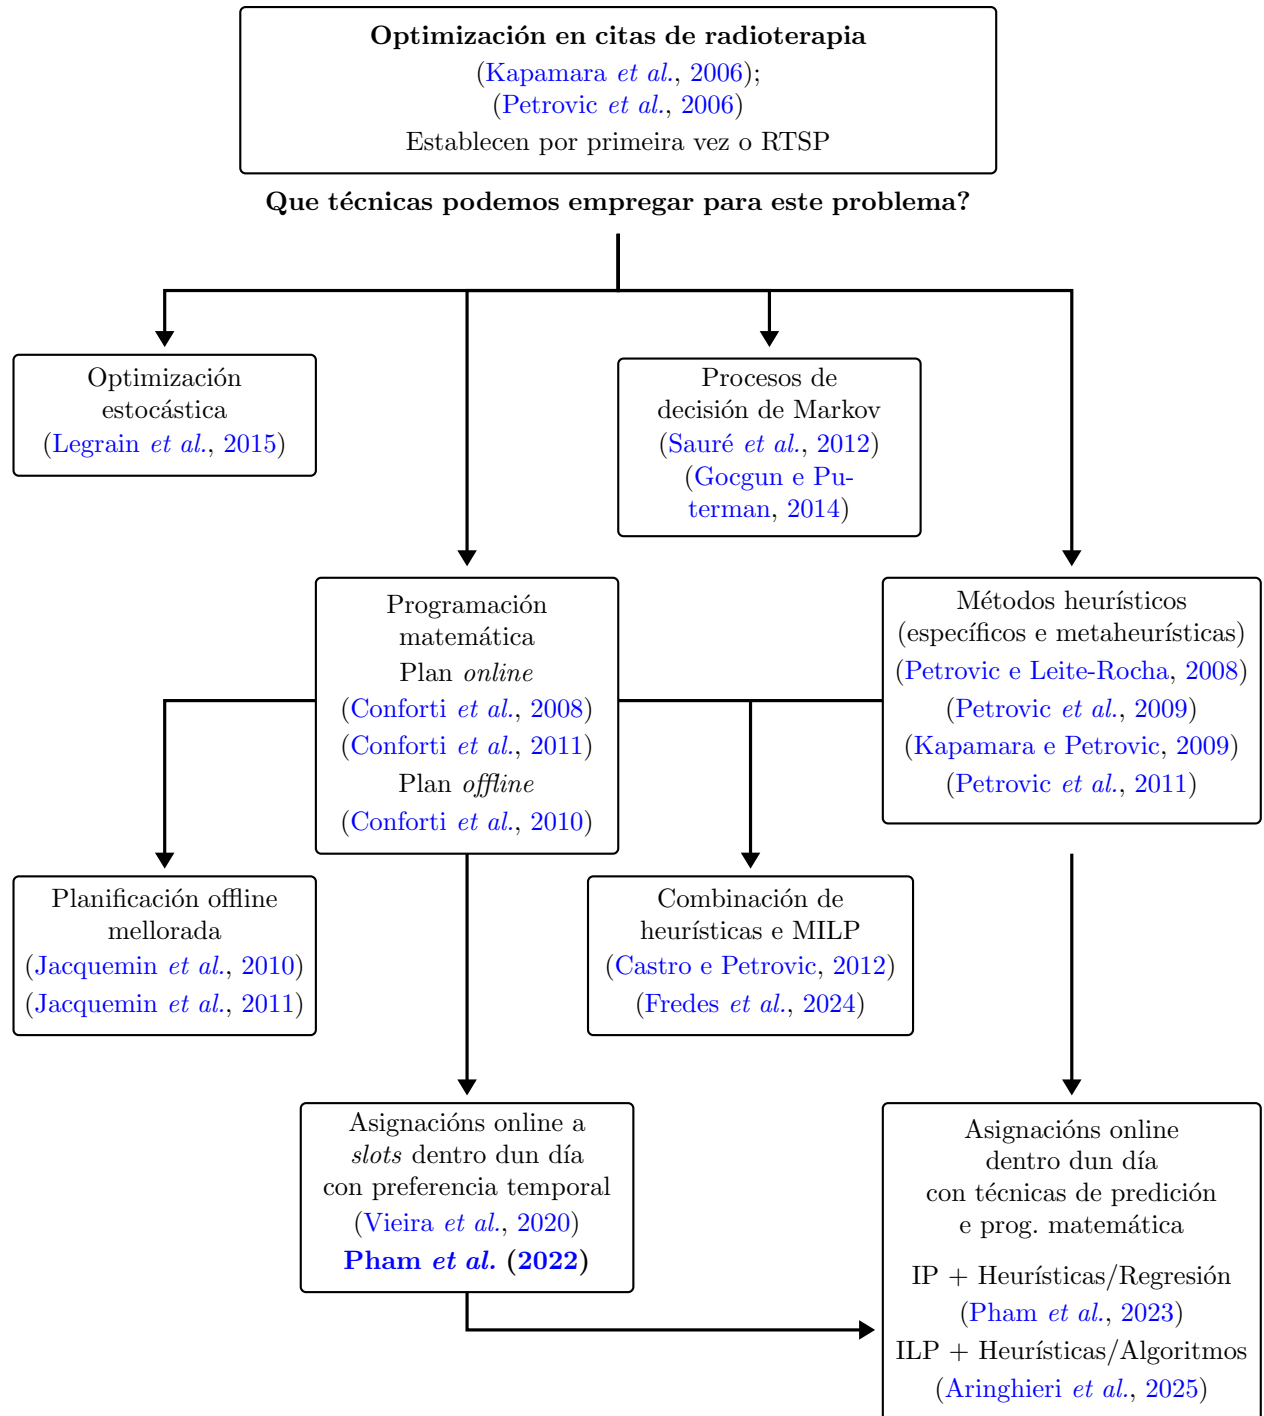 Optimización en citas de radioterapia
(Kapamara et al., 2006);
(Petrovic et al., 2006)
Establecen por primeira vez o RTSP
Que técnicas podemos empregar para este problema?
Optimización
estocástica
(Legrain et al., 2015)
Procesos de
decisión de Markov
(Sauré et al., 2012)
(Gocgun e Pu-
terman, 2014)
Programación
matemática
Plan online
(Conforti et al., 2008)
(Conforti et al., 2011)
Plan offline
(Conforti et al., 2010)
Métodos heurísticos
(específicos e metaheurísticas)
(Petrovic e Leite-Rocha, 2008)
(Petrovic et al., 2009)
(Kapamara e Petrovic, 2009)
(Petrovic et al., 2011)
Planificación offline
mellorada
(Jacquemin et al., 2010)
(Jacquemin et al., 2011)
Combinación de
heurísticas e MILP
(Castro e Petrovic, 2012)
(Fredes et al., 2024)
Asignacións online a
slots dentro dun día
con preferencia temporal
(Vieira et al., 2020)
Pham et al. (2022)
Asignacións online
dentro dun día
con técnicas de predición
e prog. matemática
IP + Heurísticas/Regresión
(Pham et al., 2023)
ILP + Heurísticas/Algoritmos
(Aringhieri et al., 2025)